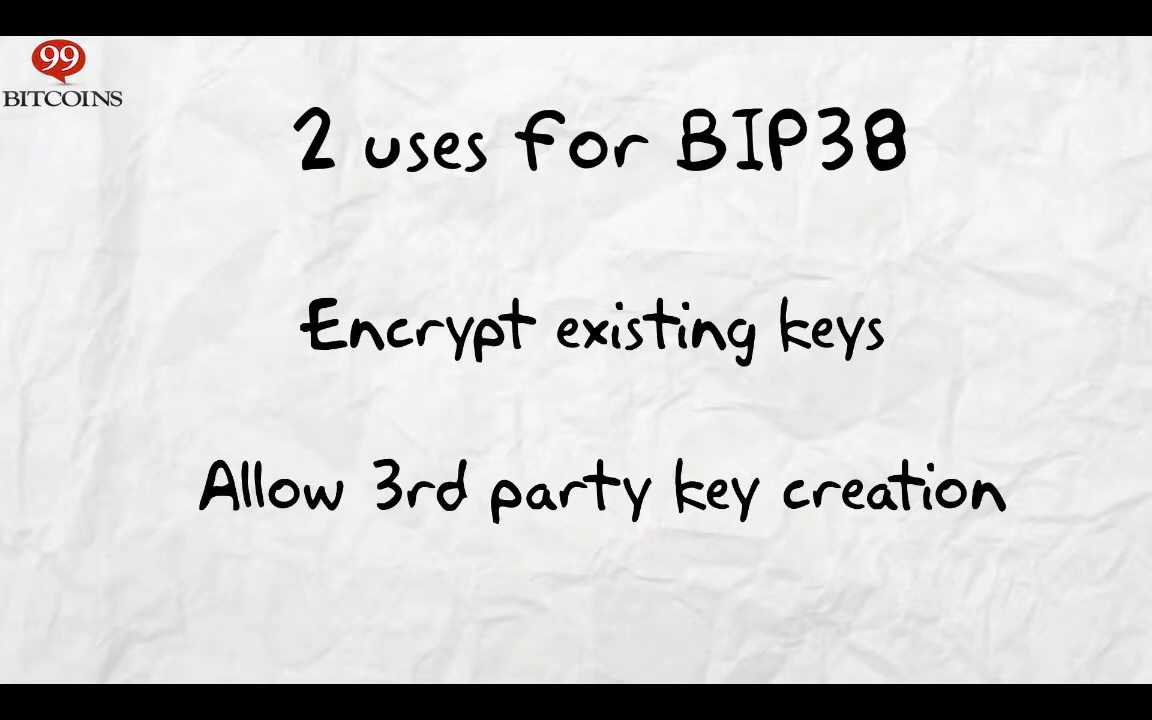 99
BITCOINS
2 uses for BIP38
Encrypt existing keys
Allow 3rd party key creation